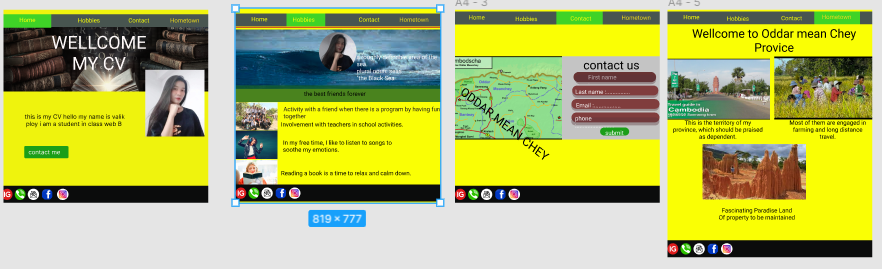 Home Hobbies Contact Hometown
WELLCOME
MY CV
this is my CV hello my name is valik
ploy i am a student in class web B
contact me
IG
Home Hobbies Contact Hometown
sea
plural noun: seas
"the Black Sea
the best friends forever
Activity with a friend when there is a program by having fun
together
Involvement with teachers in school activities.
In my free time, I like to listen to songs to
soothe my emotions.
Reading a book is a time to relax and calm down.
IG
819 × 777
A4 - 3
Home Hobbies Contact Hometown
ODDAR MEAN CHEY
contact us
First name
Last name :
Email :
phone
submit
IG
A4 - 5
Home Hobbies Contact Hometown
Wellcome to Oddar mean Chey
Provice
Travel guide to
Cambodia
This is the territory of my
province, which should be praised
as dependent.
Most of them are engaged in
farming and long distance
travel.
Fascinating Paradise Land
Of property to be maintained
IG